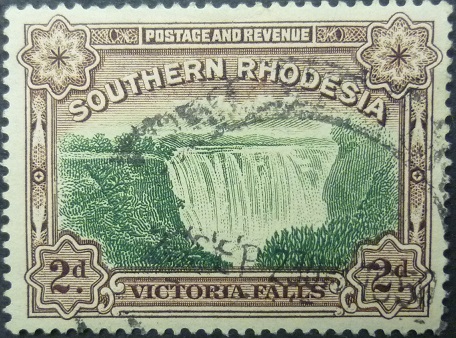 POSTAGE AND REVENUE
SOUTHERN RHODESIA
2d. 2d.
VICTORIA FALLS